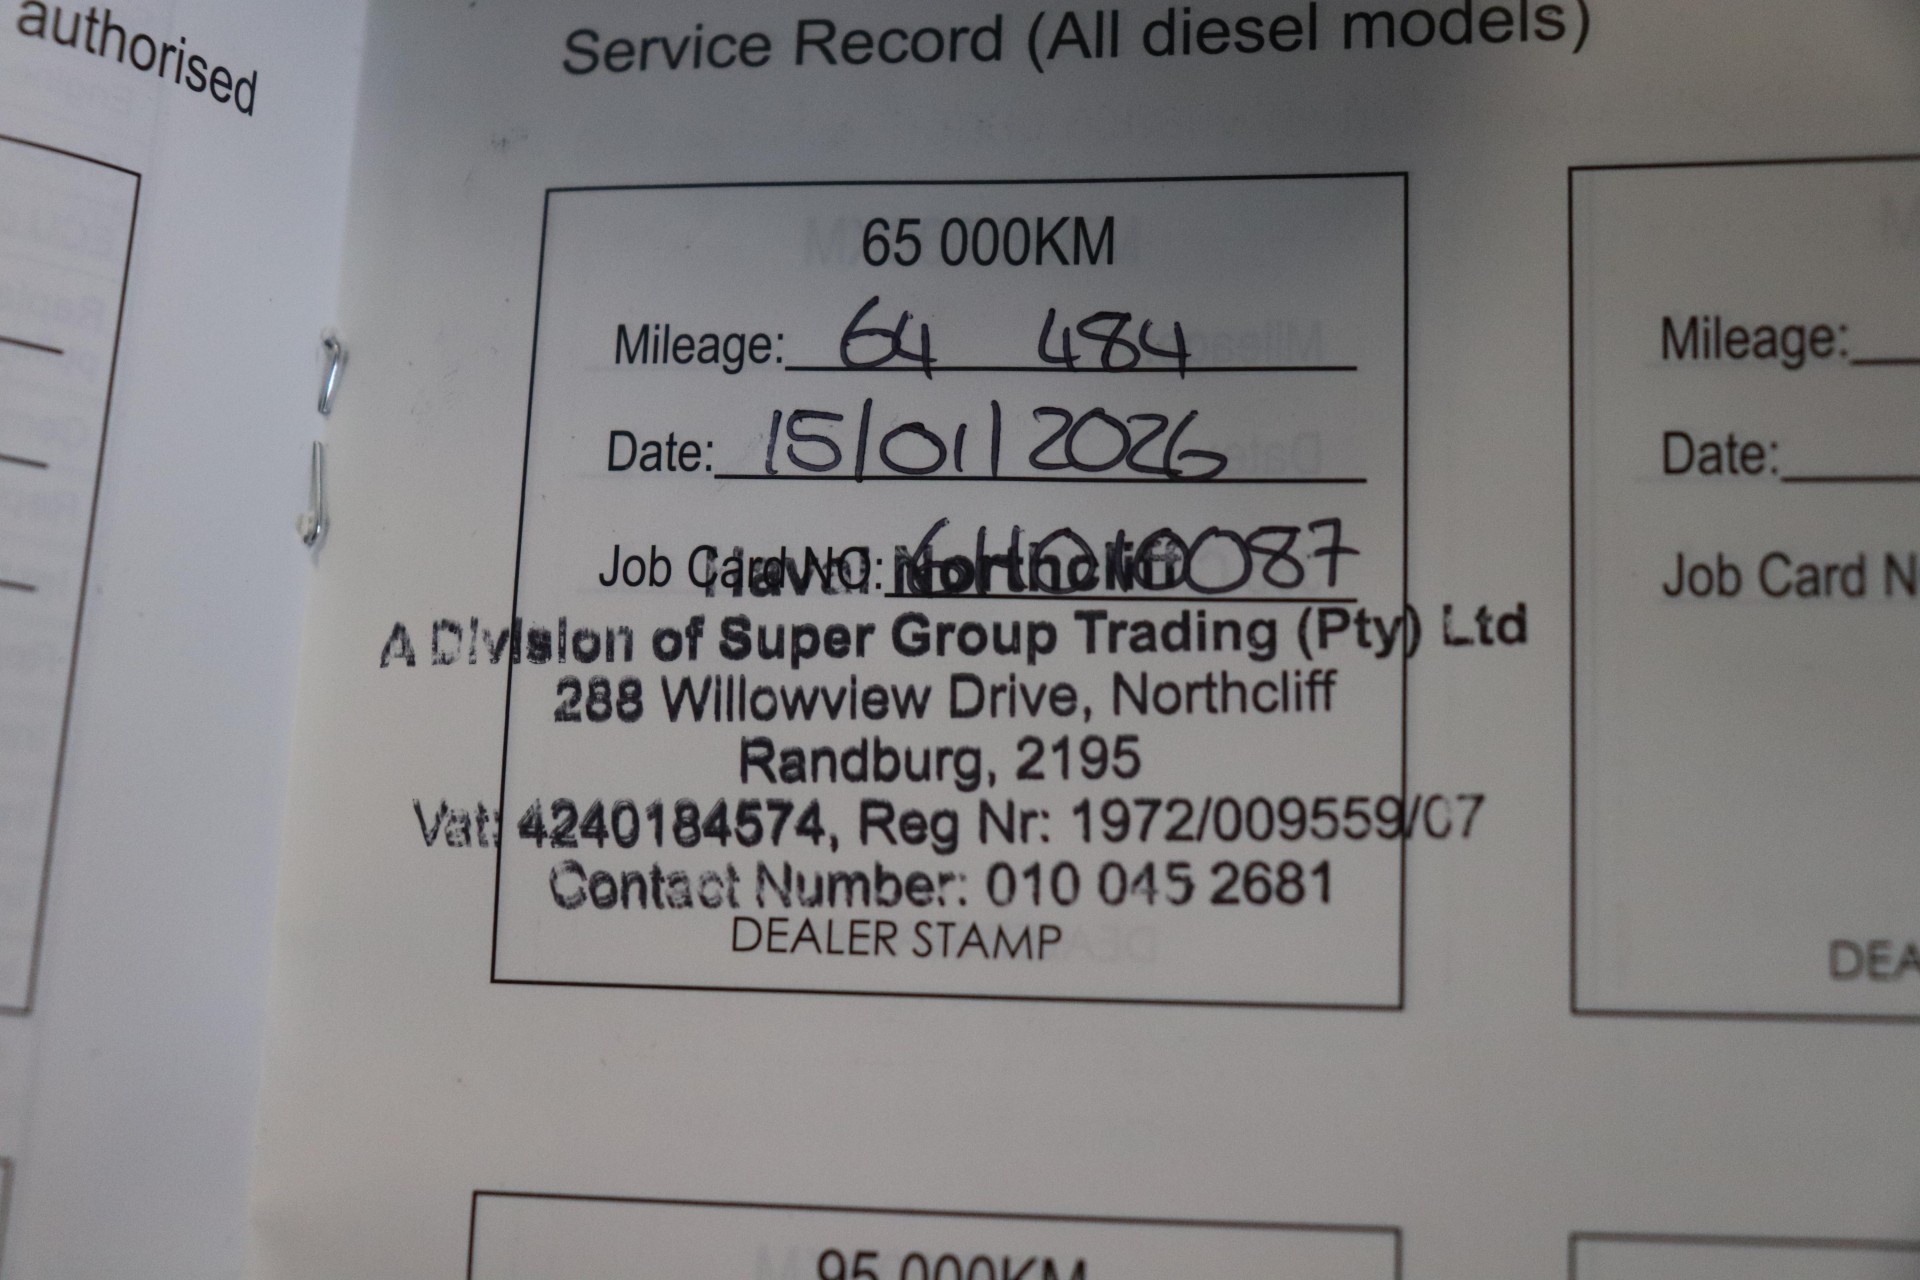 authorised
Service Record (All diesel models)
65 000KM
Mileage: 64 484
Date: 15/01/2026
Job Card NO:
Haval Northcliff
A Division of Super Group Trading (Pty) Ltd
288 Willowview Drive, Northcliff
Randburg, 2195
Vat: 4240184574, Reg Nr: 1972/009559/07
Contact Number: 010 045 2681
DEALER STAMP
Mileage:
Date:
Job Card N
DEA
95 000KM